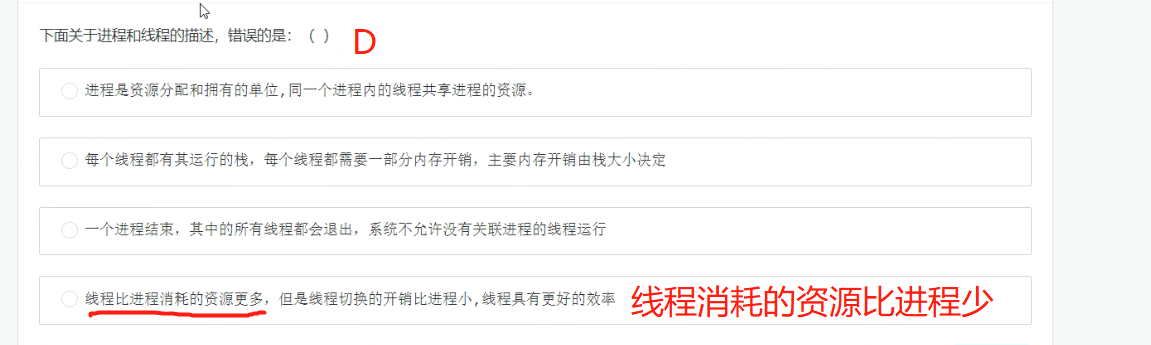 下面关于进程和线程的描述，错误的是：（ ） D
进程是资源分配和拥有的单位,同一个进程内的线程共享进程的资源。
每个线程都有其运行的栈，每个线程都需要一部分内存开销，主要内存开销由栈大小决定
一个进程结束，其中的所有线程都会退出，系统不允许没有关联进程的线程运行
线程比进程消耗的资源更多，但是线程切换的开销比进程小,线程具有更好的效率 线程消耗的资源比进程少